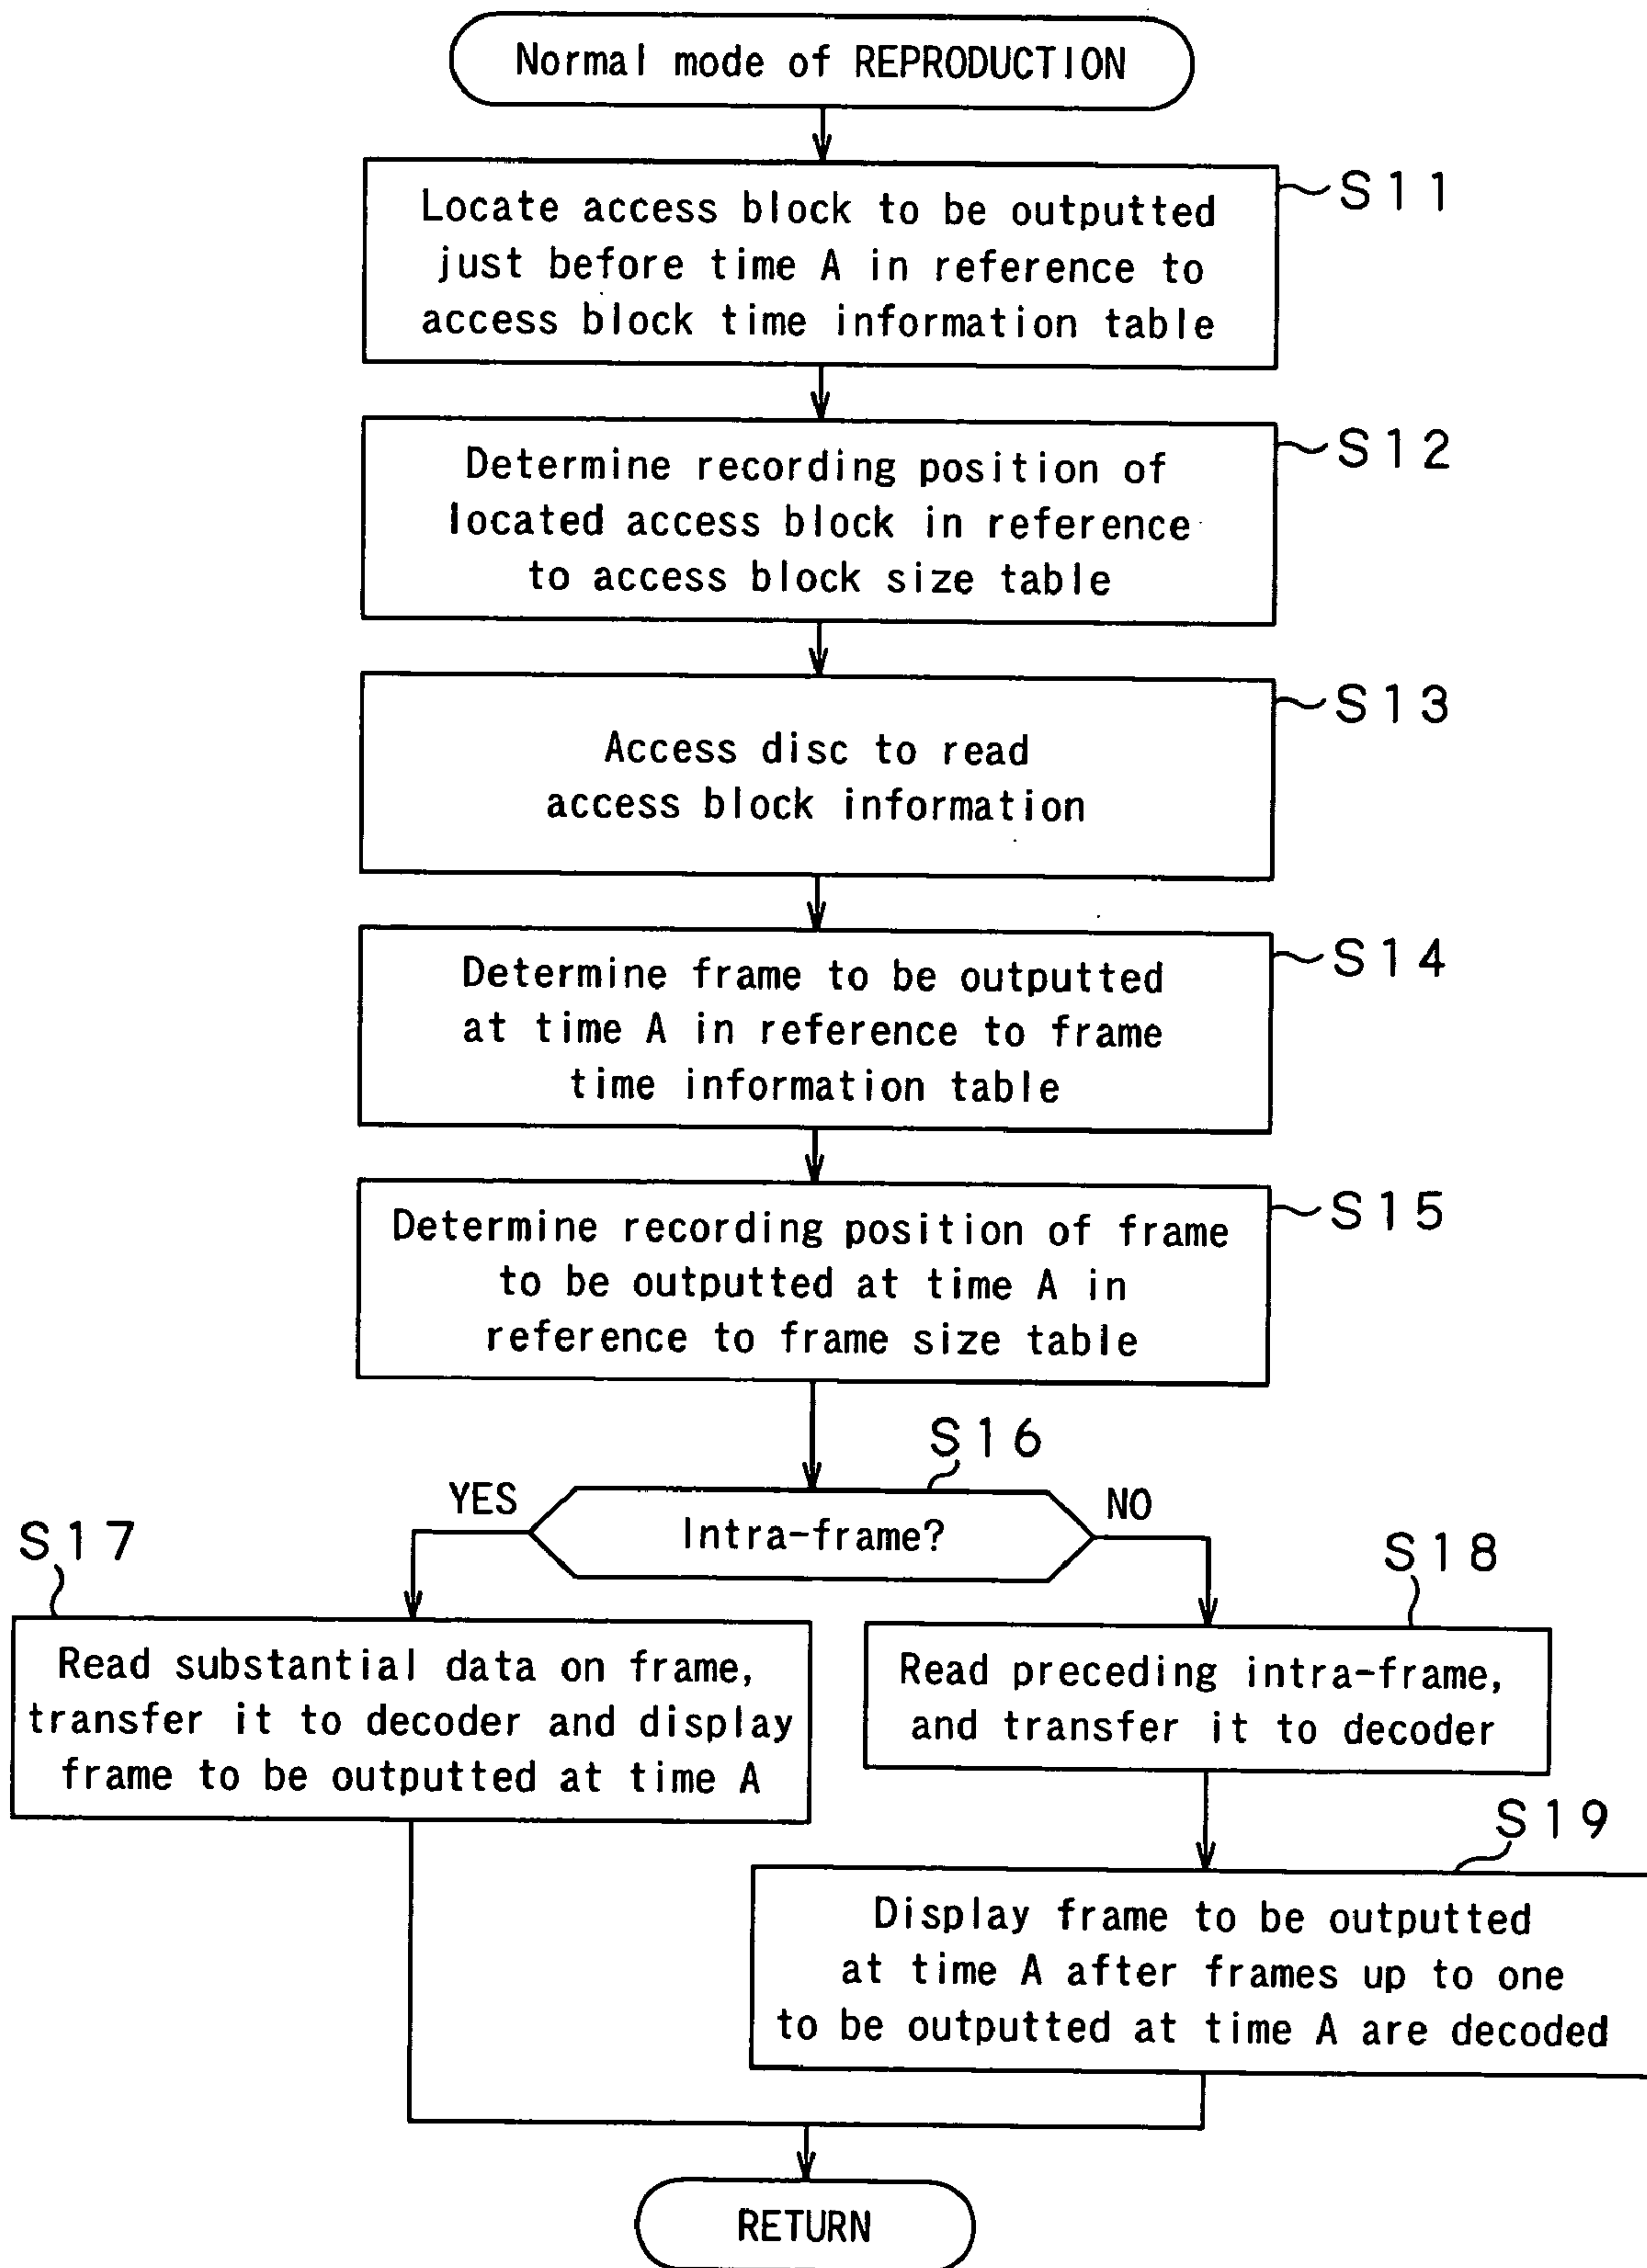 Normal mode of REPRODUCTION
S11
Locate access block to be outputted
just before time A in reference to
access block time information table
S12
Determine recording position of
located access block in reference
to access block size table
S13
Access disc to read
access block information
S14
Determine frame to be outputted
at time A in reference to frame
time information table
S15
Determine recording position of frame
to be outputted at time A in
reference to frame size table
S16
YES
Intra-frame?
NO
S17
Read substantial data on frame,
transfer it to decoder and display
frame to be outputted at time A
S18
Read preceding intra-frame,
and transfer it to decoder
S19
Display frame to be outputted
at time A after frames up to one
to be outputted at time A are decoded
RETURN